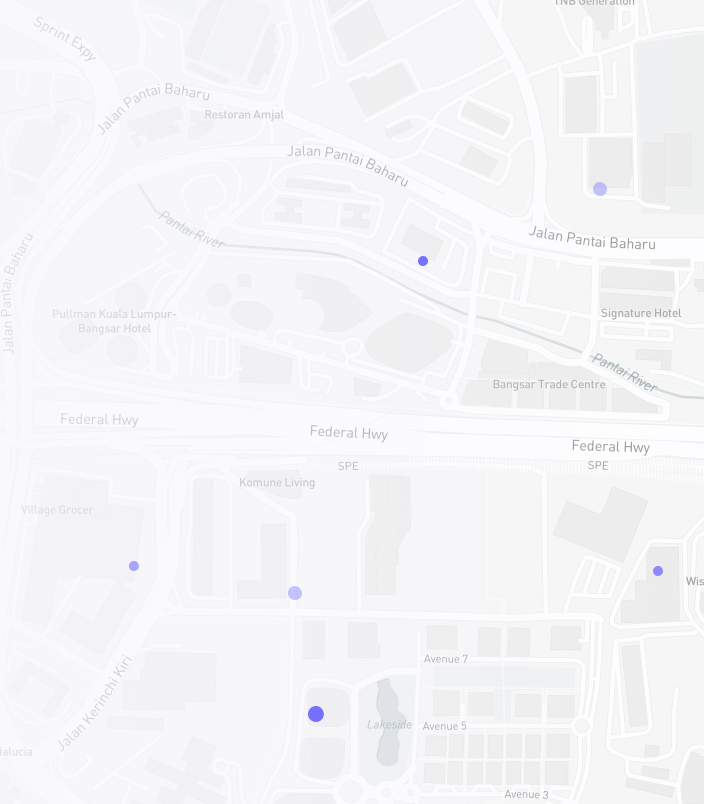 TNB Generation
Sprint Expy
Jalan Pantai Baharu
Restoran Amjal
Jalan Pantai Baharu
Pantai River
Jalan Pantai Baharu
Jalan Pantai Baharu
Pullman Kuala Lumpur-
Bangsar Hotel
Signature Hotel
Pantai River
Bangsar Trade Centre
Federal Hwy
Federal Hwy
Federal Hwy
SPE
SPE
Komune Living
Village Grocer
Wis
Avenue 7
Jalan Kerinchi Kiri
Lakeside
Avenue 5
dalucia
Avenue 3